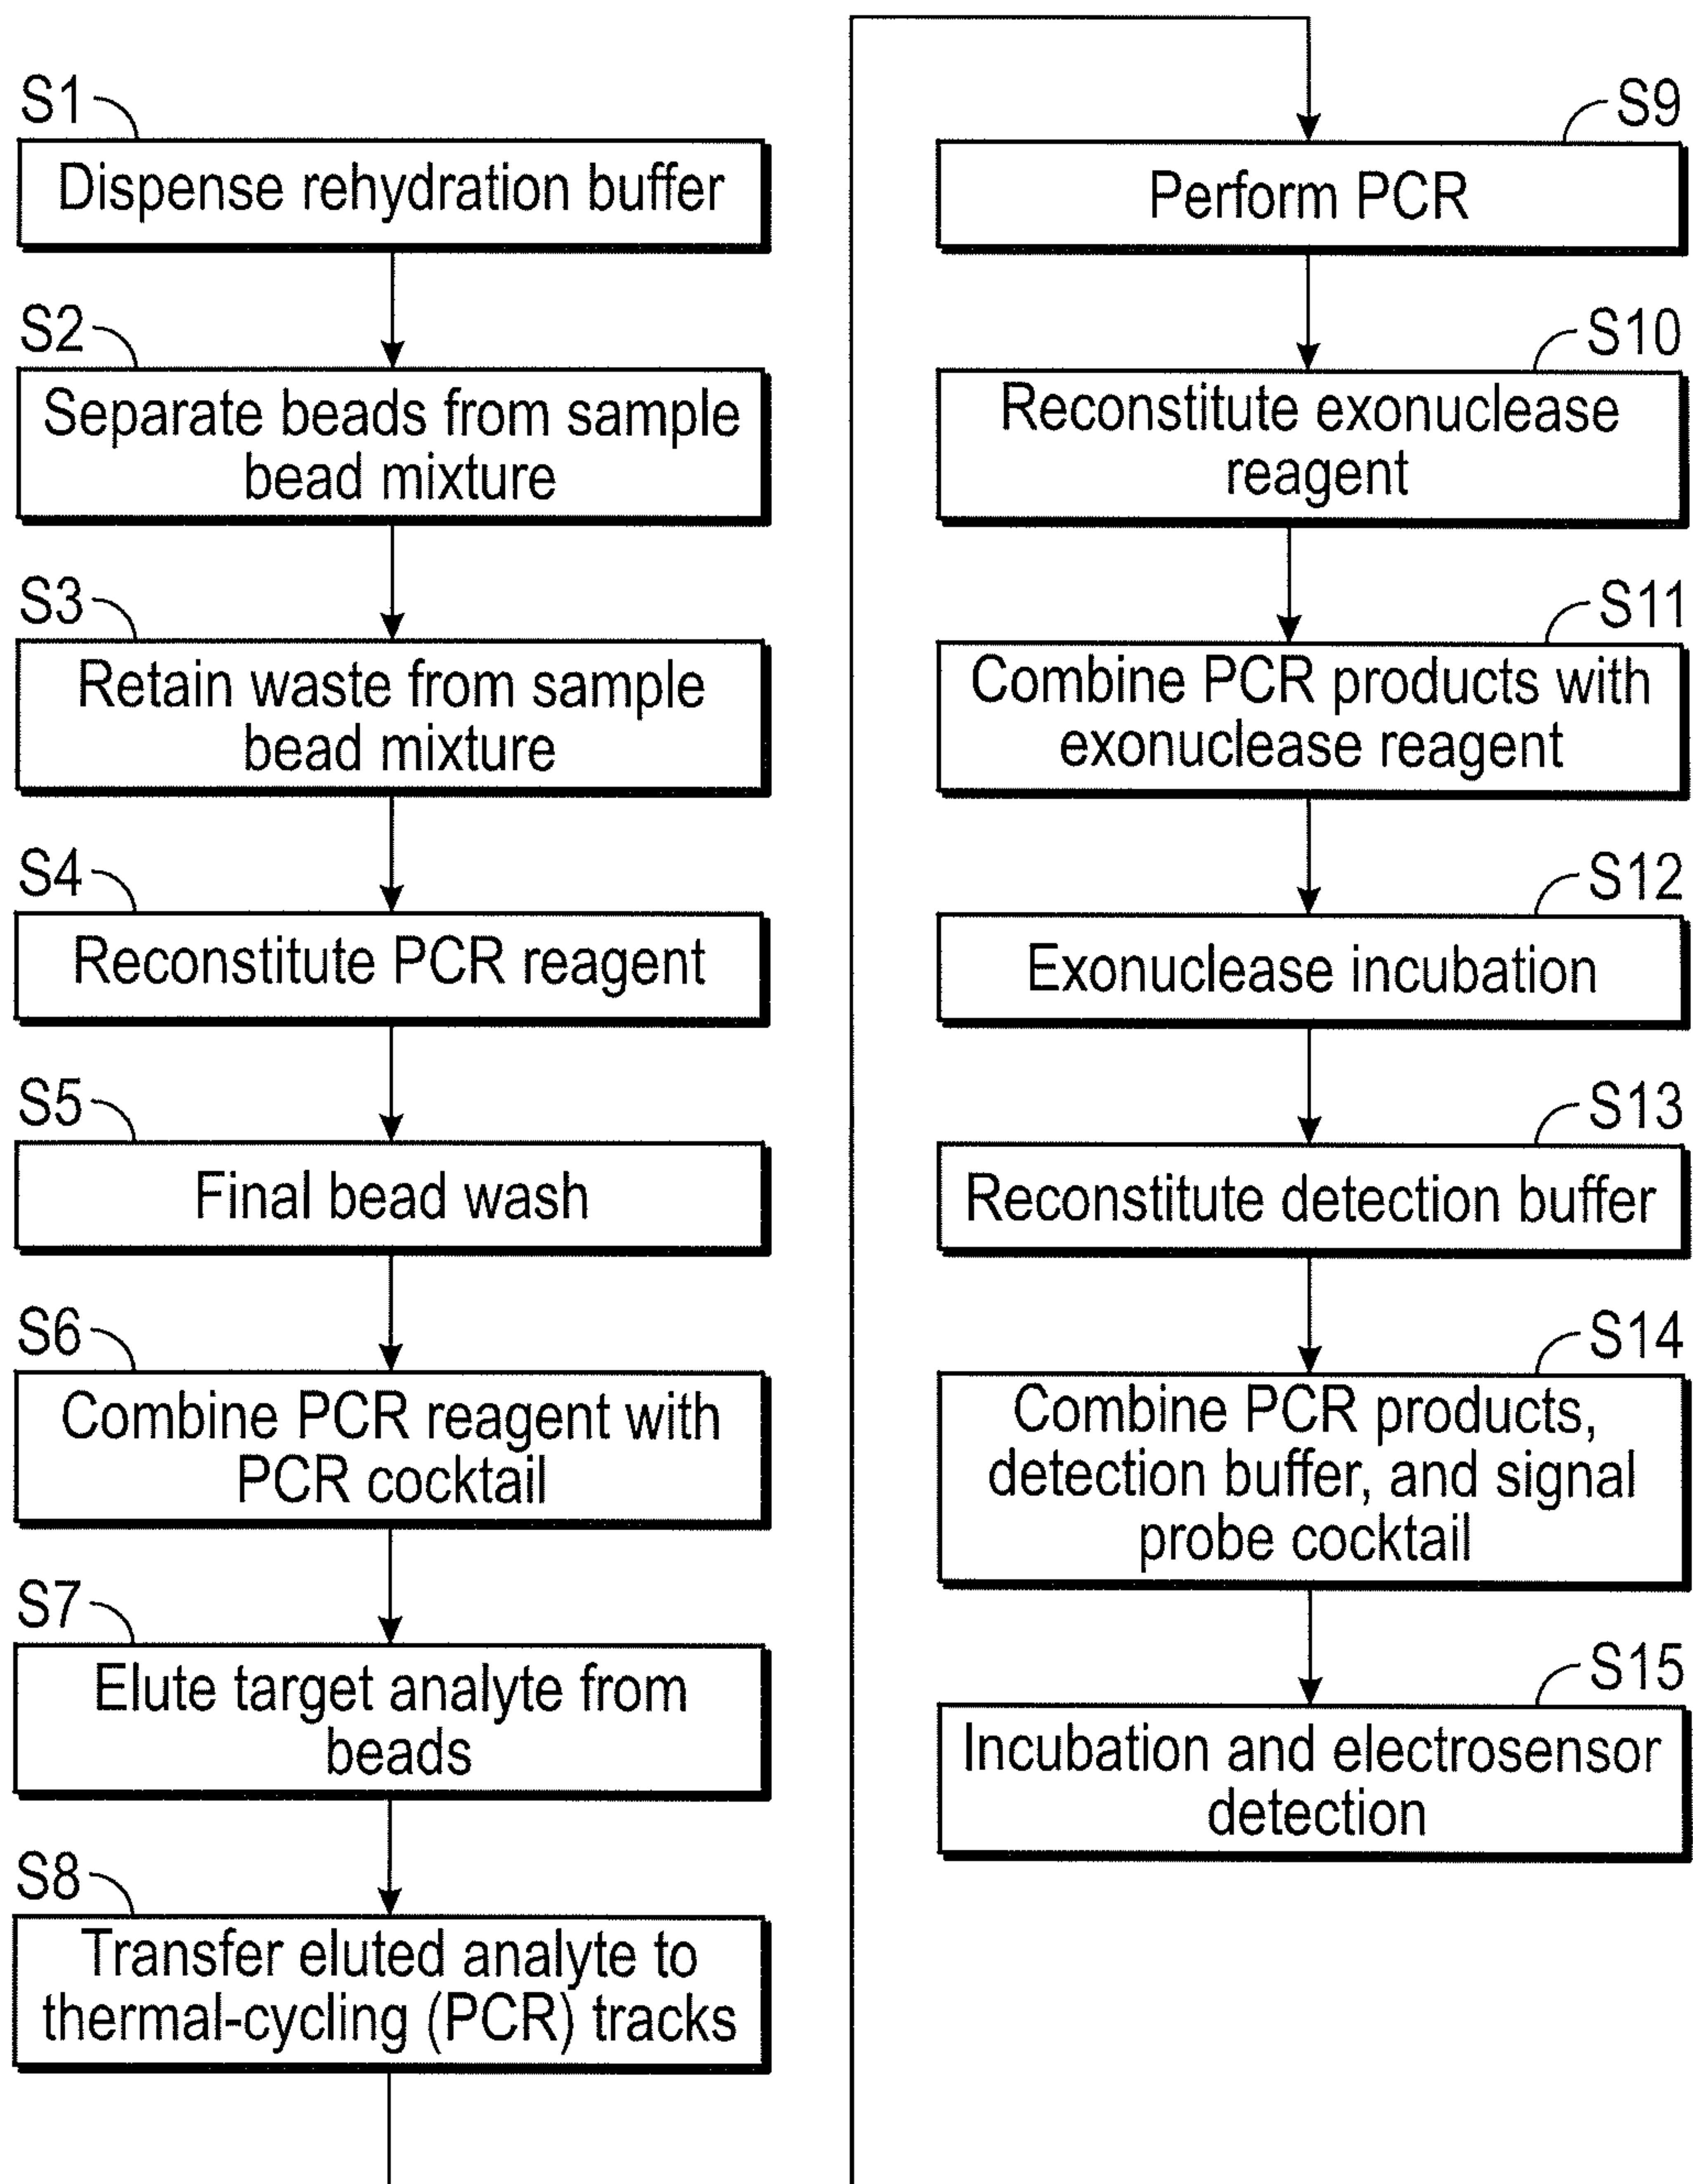 S1
Dispense rehydration buffer
S2
Separate beads from sample
bead mixture
S3
Retain waste from sample
bead mixture
S4
Reconstitute PCR reagent
S5
Final bead wash
S6
Combine PCR reagent with
PCR cocktail
S7
Elute target analyte from
beads
S8
Transfer eluted analyte to
thermal-cycling (PCR) tracks
S9
Perform PCR
S10
Reconstitute exonuclease
reagent
S11
Combine PCR products with
exonuclease reagent
S12
Exonuclease incubation
S13
Reconstitute detection buffer
S14
Combine PCR products,
detection buffer, and signal
probe cocktail
S15
Incubation and electrosensor
detection